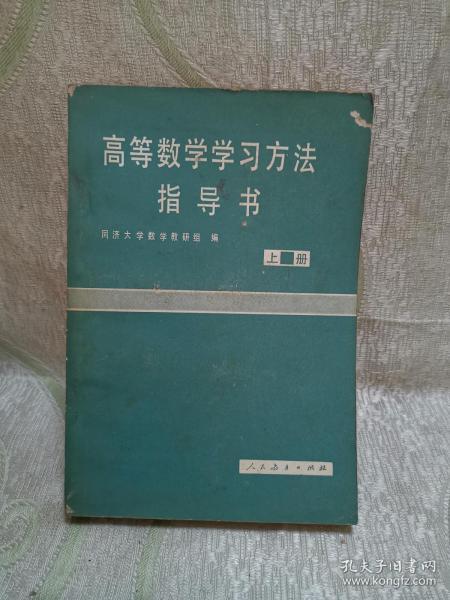 高等数学学习方法
指导书
同济大学数学教研组 编
上 册
人民教育出版社
孔夫子旧书网
www.kongfz.com